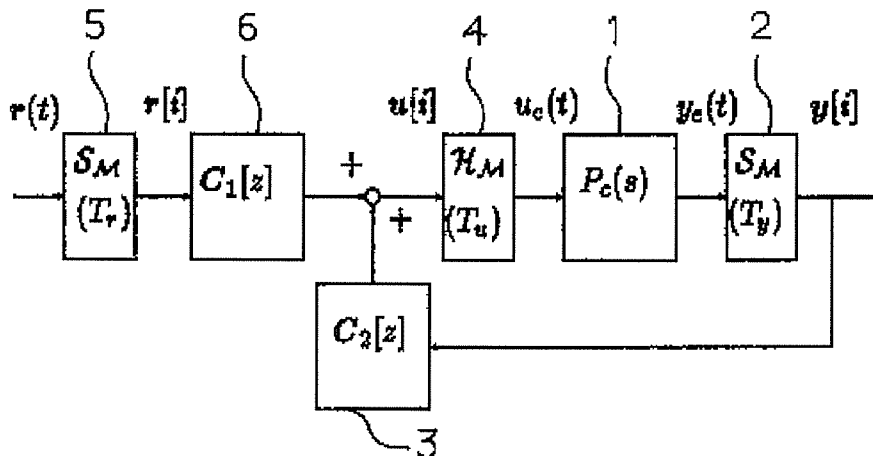 5 6 4 1 2
r(t) r[i] u[i] u_c(t) y_c(t) y[i]
S_M
(T_r)
C_1[z]
+
+
H_M
(T_u)
P_c(s)
S_M
(T_y)
C_2[z]
3